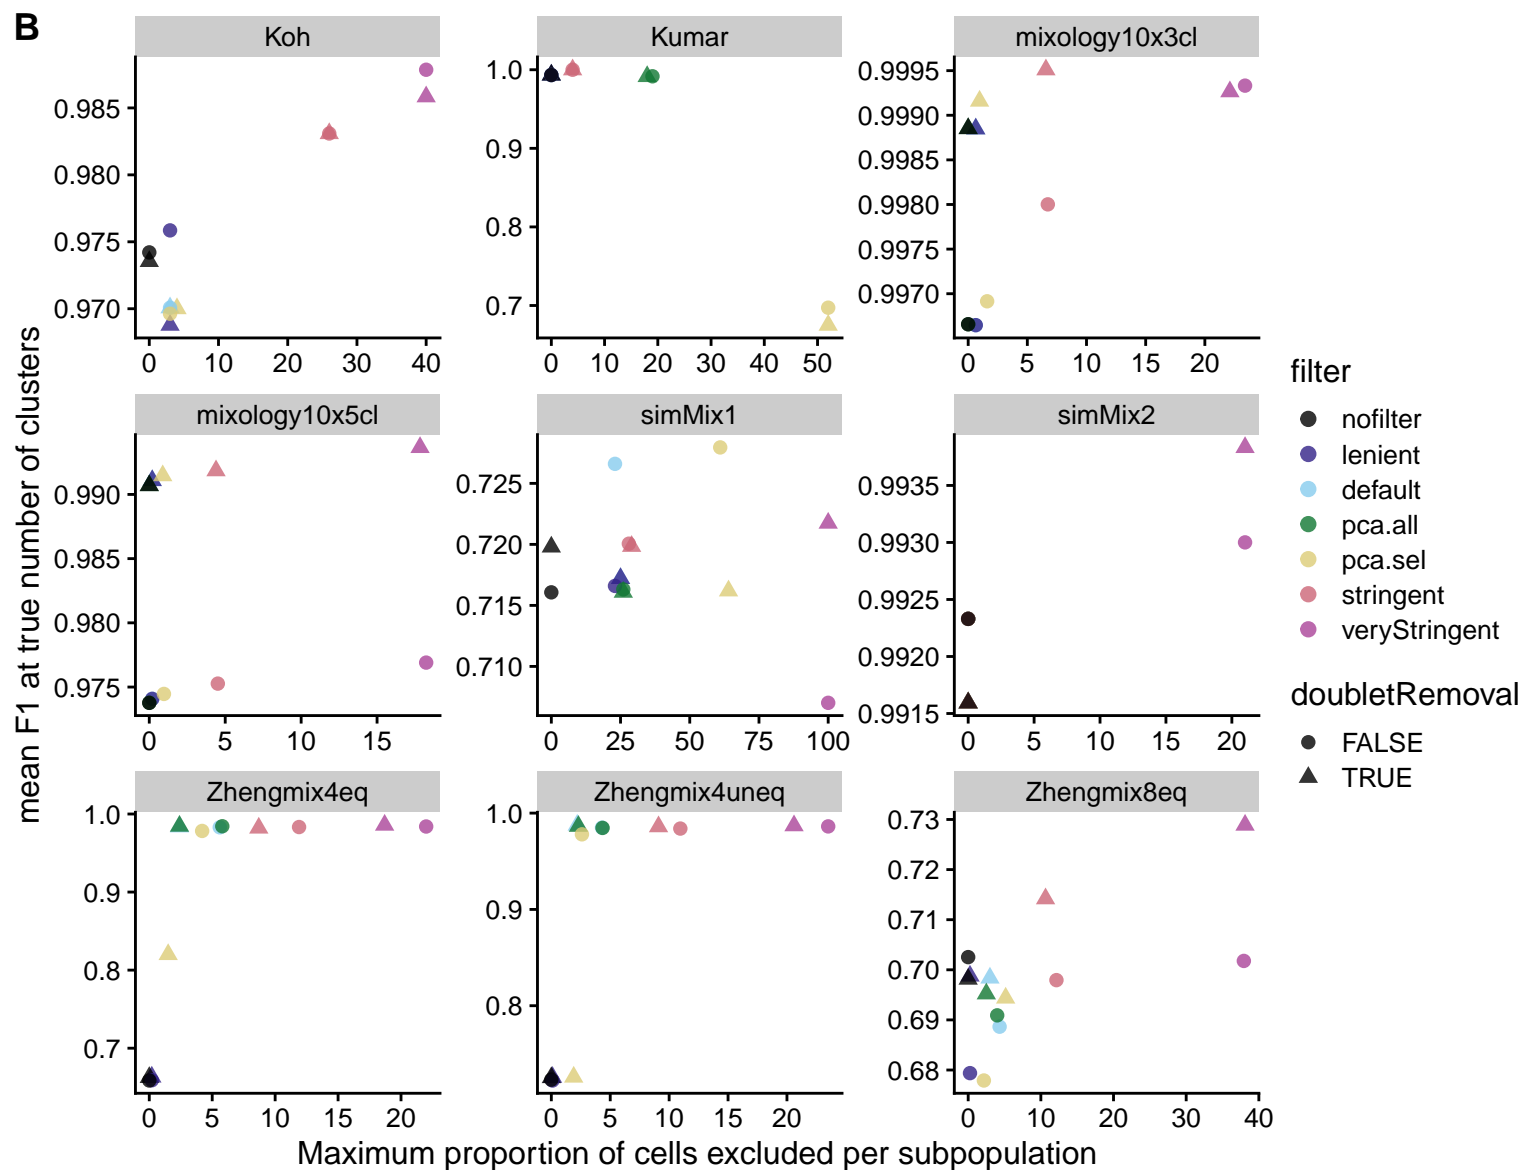 B
Koh
Kumar
mixology10x3cl
0.985
0.980
0.975
0.970
0 10 20 30 40
1.0
0.9
0.8
0.7
0 10 20 30 40 50
0.9995
0.9990
0.9985
0.9980
0.9975
0.9970
0 5 10 15 20
mixology10x5cl
simMix1
simMix2
0.990
0.985
0.980
0.975
0 5 10 15
0.725
0.720
0.715
0.710
0 25 50 75 100
0.9935
0.9930
0.9925
0.9920
0.9915
0 5 10 15 20
Zhengmix4eq
Zhengmix4uneq
Zhengmix8eq
1.0
0.9
0.8
0.7
0 5 10 15 20
1.0
0.9
0.8
0 5 10 15 20
0.73
0.72
0.71
0.70
0.69
0.68
0 10 20 30 40
mean F1 at true number of clusters
Maximum proportion of cells excluded per subpopulation
filter
nofilter
lenient
default
pca.all
pca.sel
stringent
veryStringent
doubletRemoval
FALSE
TRUE